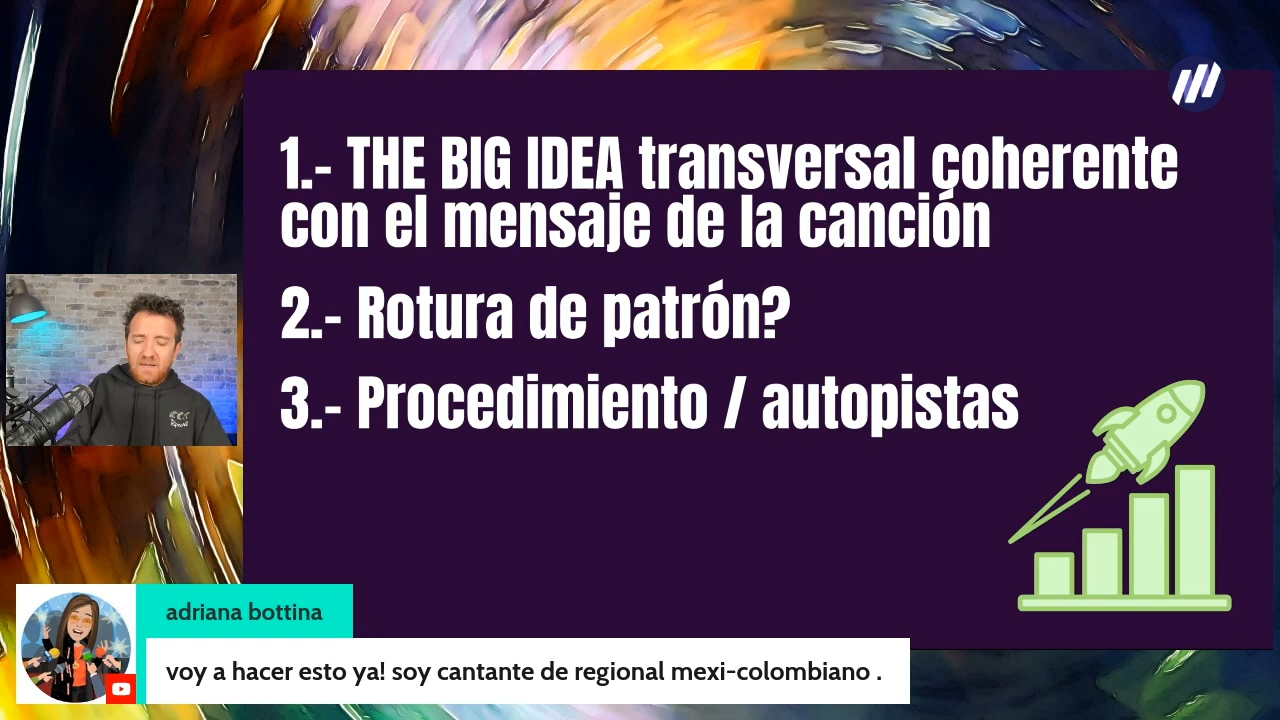 1.- THE BIG IDEA transversal coherente
con el mensaje de la canción
2.- Rotura de patrón?
3.- Procedimiento / autopistas
adriana bottina
voy a hacer esto ya! soy cantante de regional mexi-colombiano .